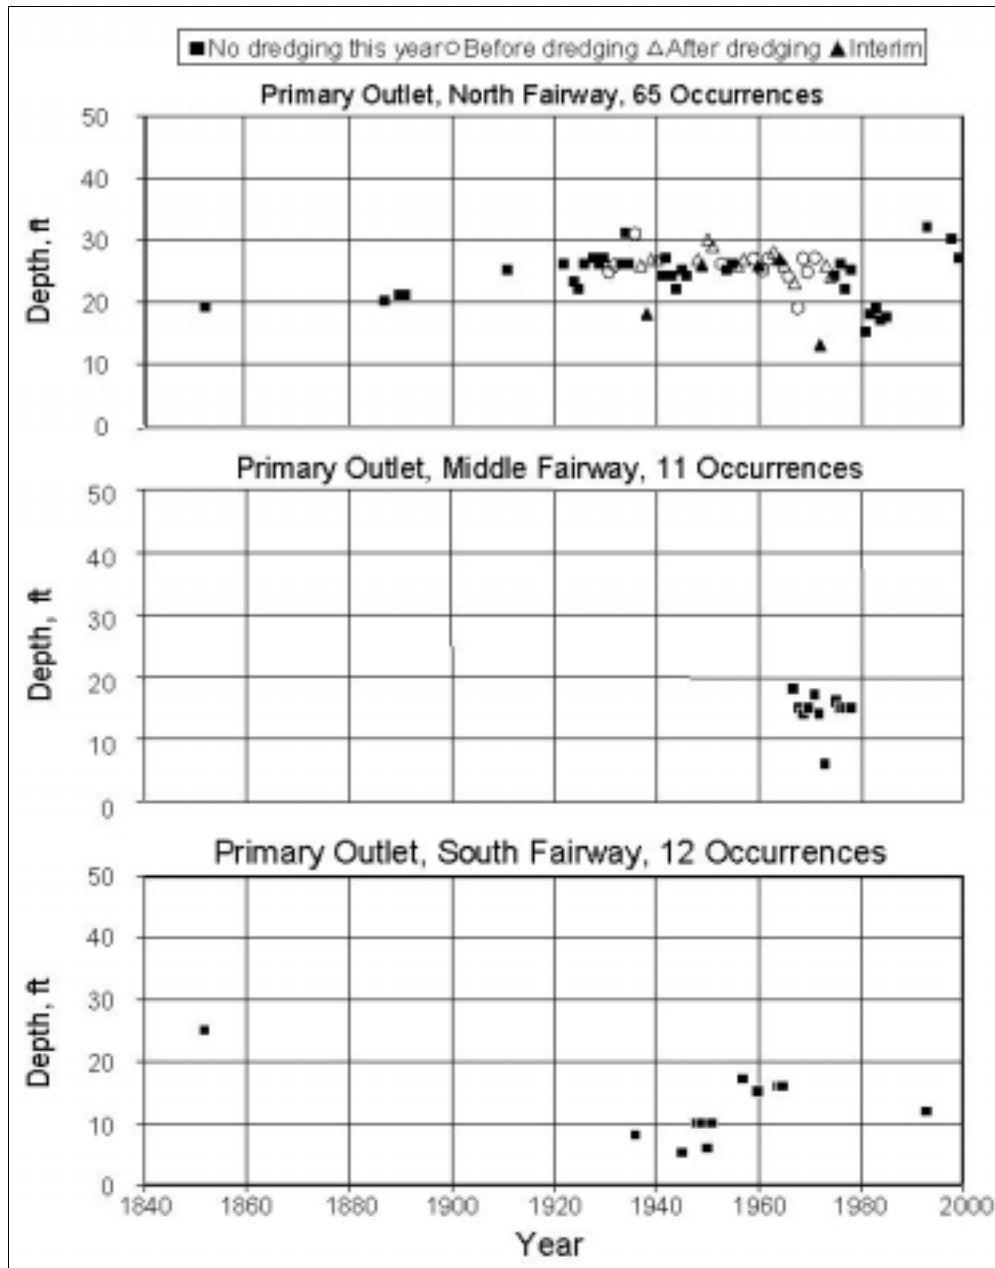 No dredging this year Before dredging After dredging Interim
Primary Outlet, North Fairway, 65 Occurrences
50
40
30
20
10
0
Depth, ft
Primary Outlet, Middle Fairway, 11 Occurrences
50
40
30
20
10
0
Depth, ft
Primary Outlet, South Fairway, 12 Occurrences
50
40
30
20
10
0
Depth, ft
1840 1860 1880 1900 1920 1940 1960 1980 2000
Year